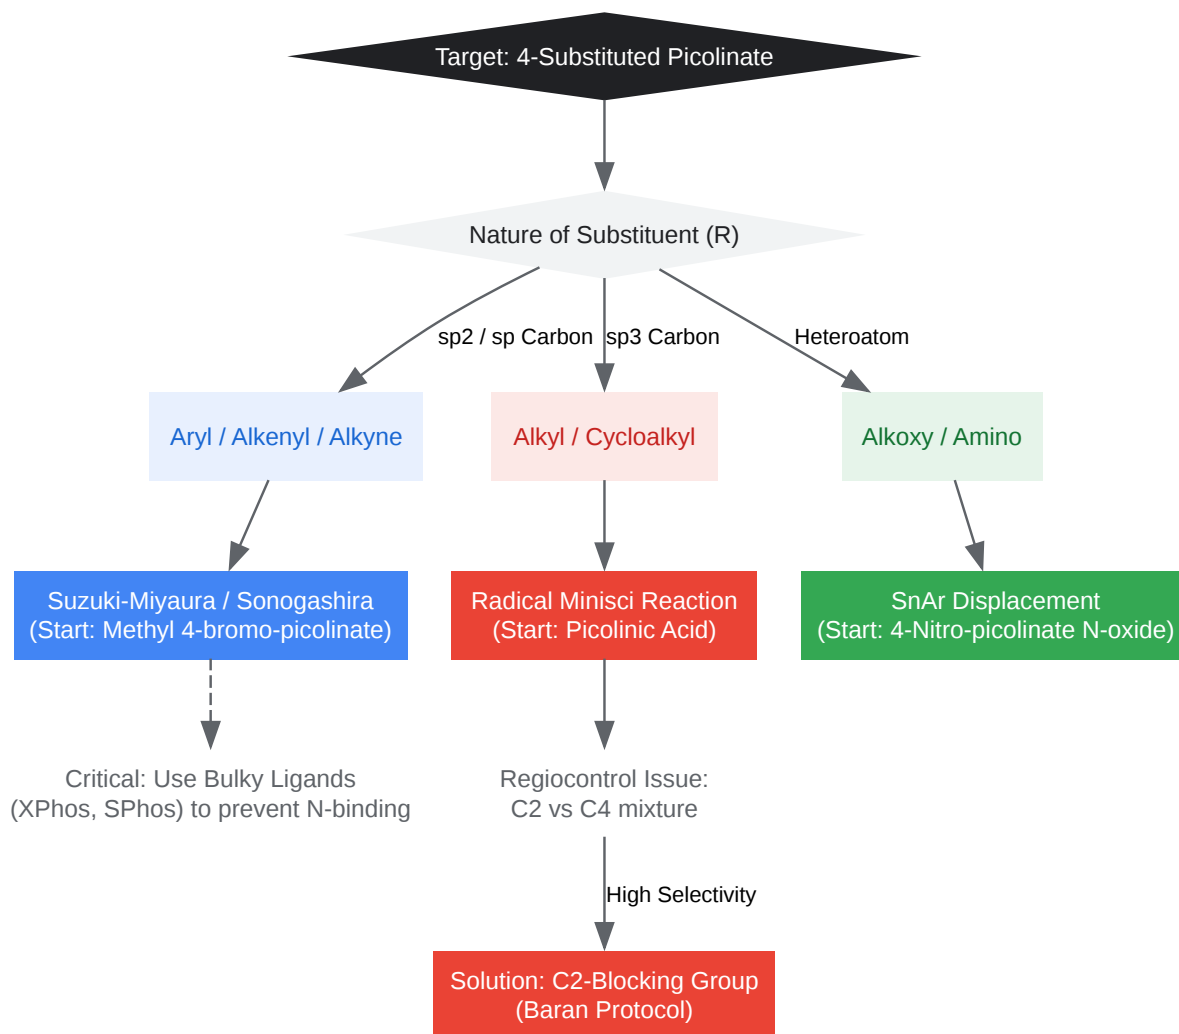 Target: 4-Substituted Picolinate
Nature of Substituent (R)
sp2 / sp Carbon
sp3 Carbon
Heteroatom
Aryl / Alkenyl / Alkyne
Alkyl / Cycloalkyl
Alkoxy / Amino
Suzuki-Miyaura / Sonogashira
(Start: Methyl 4-bromo-picolinate)
Radical Minisci Reaction
(Start: Picolinic Acid)
SnAr Displacement
(Start: 4-Nitro-picolinate N-oxide)
Critical: Use Bulky Ligands
(XPhos, SPhos) to prevent N-binding
Regiocontrol Issue:
C2 vs C4 mixture
High Selectivity
Solution: C2-Blocking Group
(Baran Protocol)